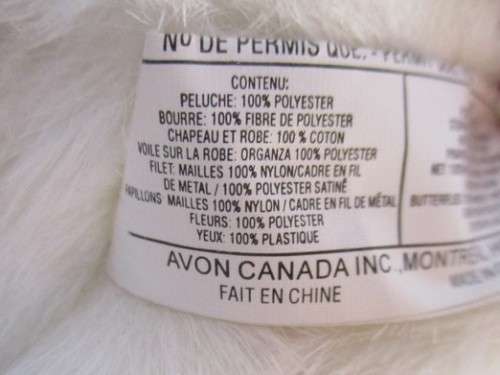 Nº DE PERMIS QUE. - PERMIT
CONTENU:
PELUCHE: 100% POLYESTER
BOURRE: 100% FIBRE DE POLYESTER
CHAPEAU ET ROBE: 100 % COTON
VOILE SUR LA ROBE: ORGANZA 100% POLYESTER
FILET: MAILLES 100% NYLON/CADRE EN FIL
DE METAL / 100% POLYESTER SATINÉ
PAPILLONS MAILLES 100% NYLON / CADRE EN FIL DE MÉTAL
FLEURS: 100% POLYESTER
YEUX: 100% PLASTIQUE
AVON CANADA INC., MONTREAL
FAIT EN CHINE